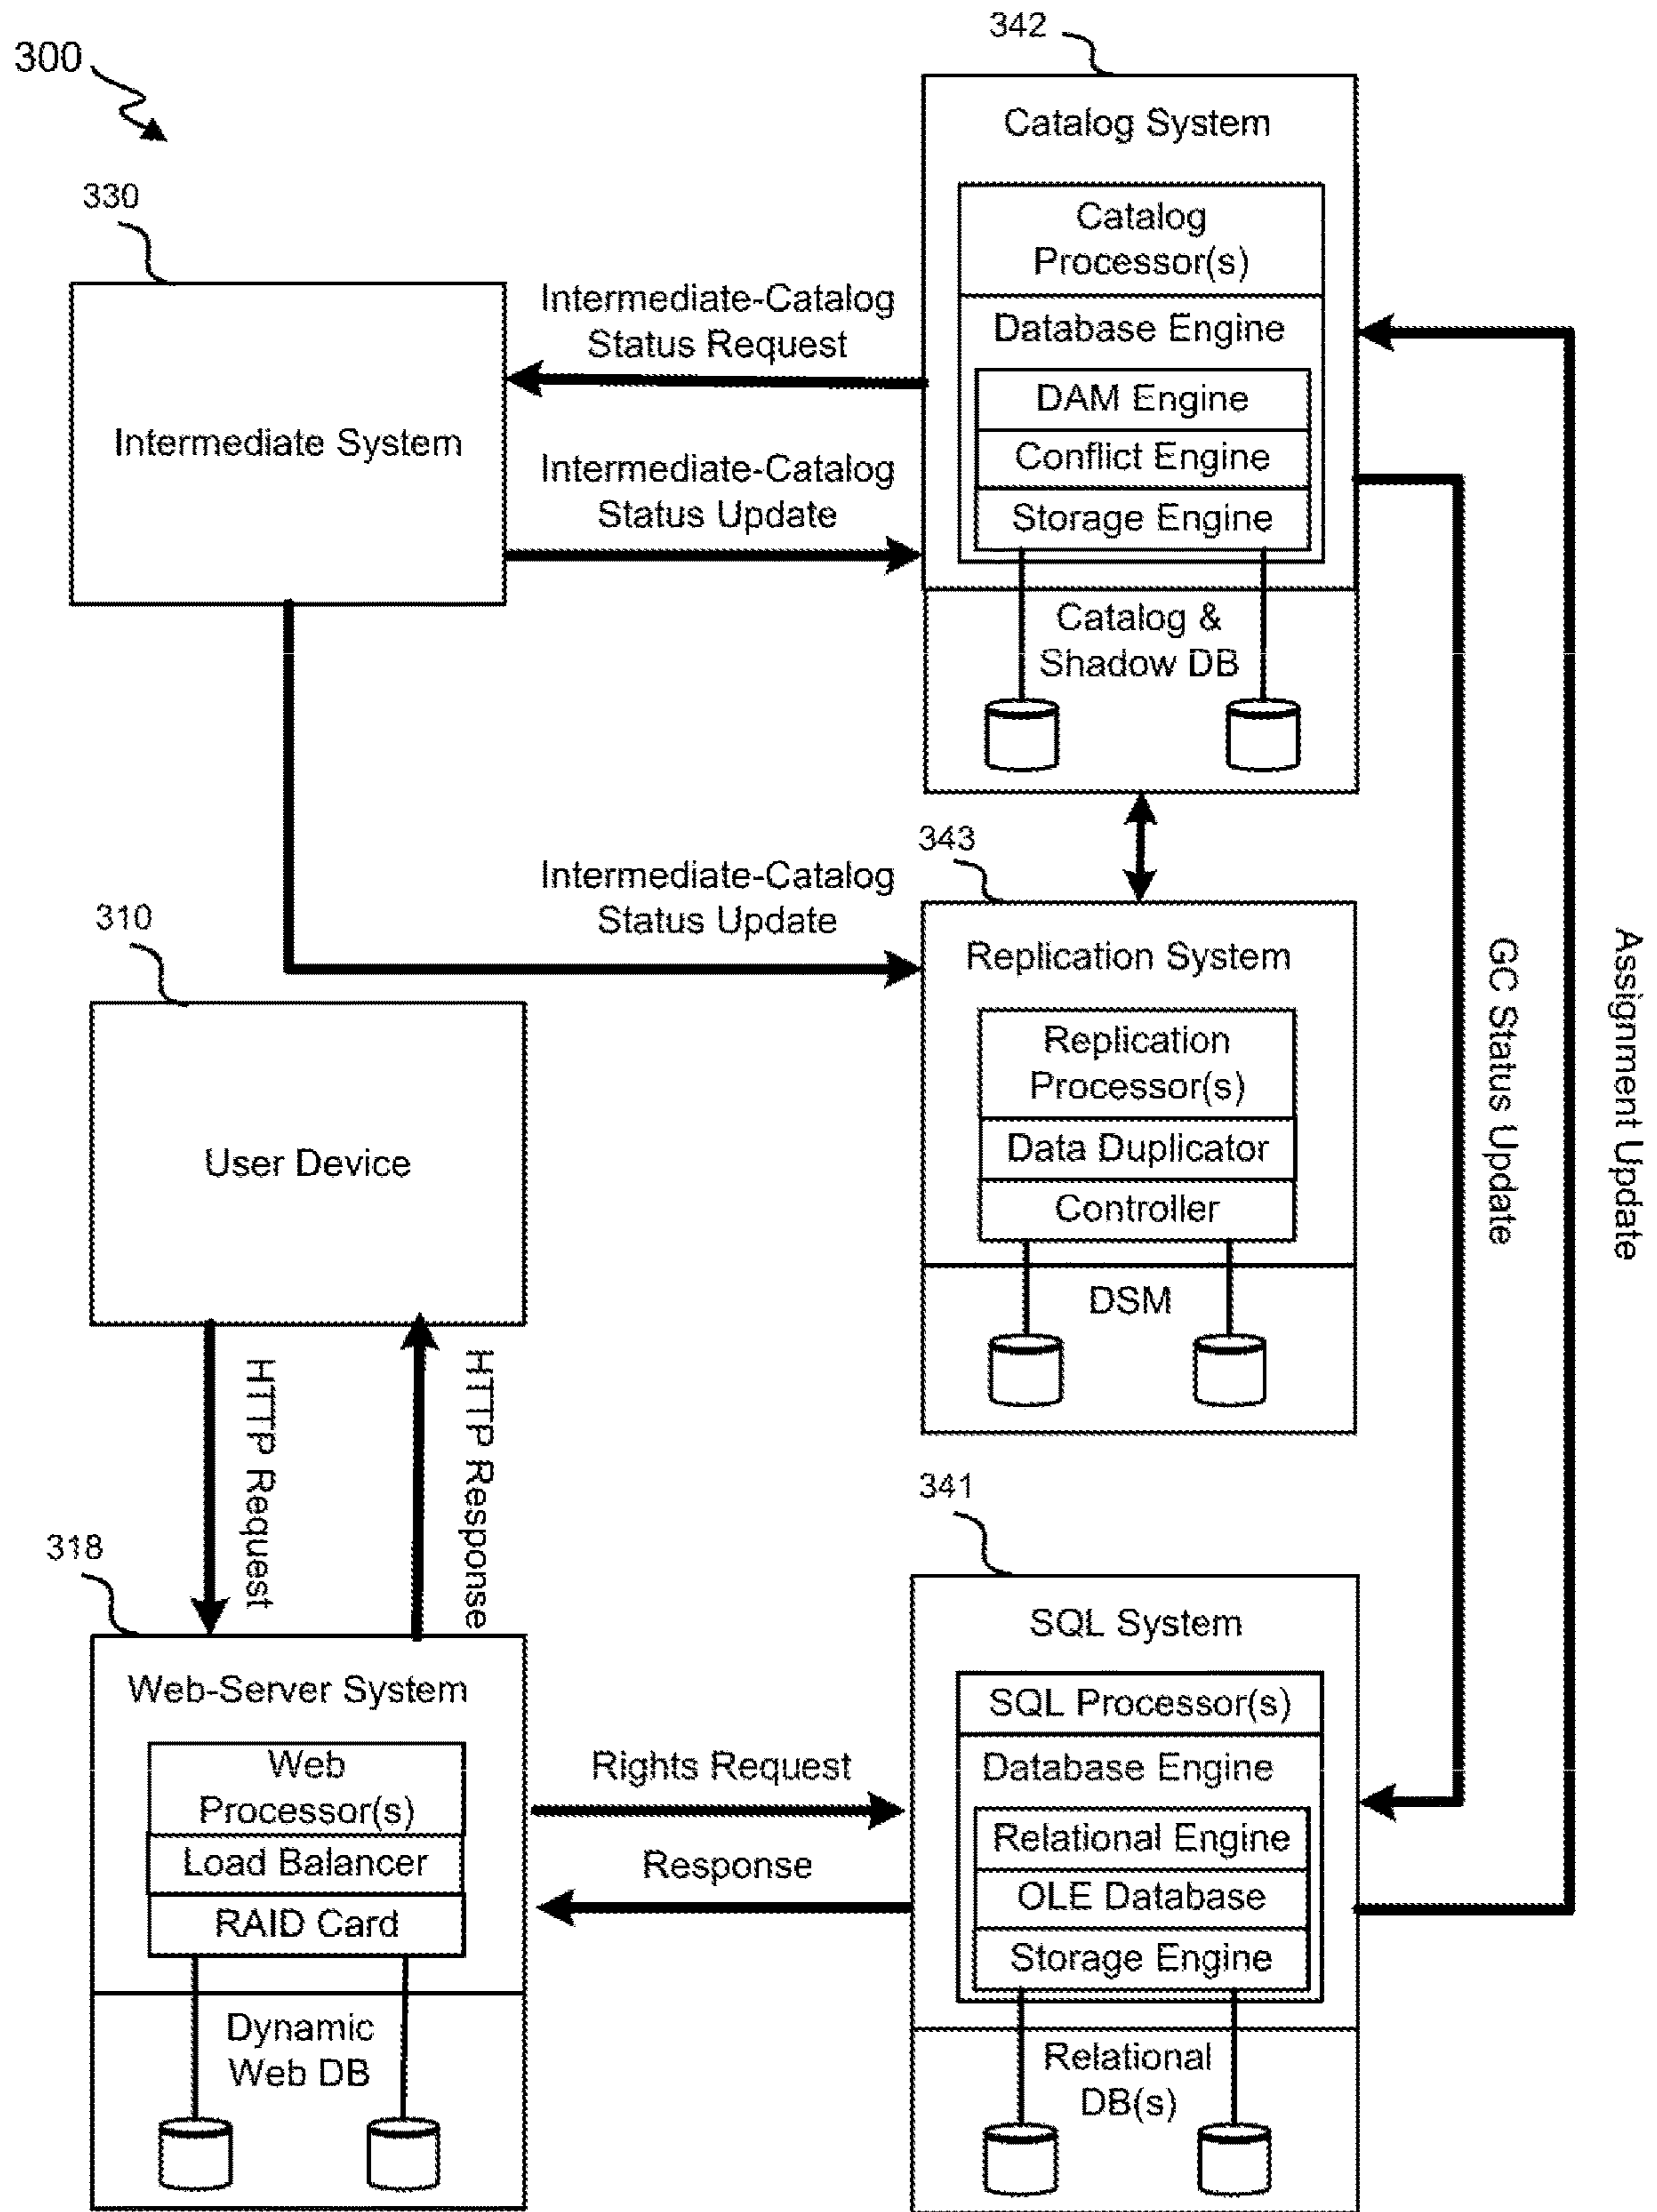 300
342
Catalog System
Catalog
Processor(s)
Database Engine
DAM Engine
Conflict Engine
Storage Engine
Catalog &
Shadow DB
330
Intermediate System
Intermediate-Catalog
Status Request
Intermediate-Catalog
Status Update
Intermediate-Catalog
Status Update
343
Replication System
Replication
Processor(s)
Data Duplicator
Controller
DSM
GC Status Update
Assignment Update
310
User Device
HTTP Request
HTTP Response
318
Web-Server System
Web
Processor(s)
Load Balancer
RAID Card
Dynamic
Web DB
Rights Request
Response
341
SQL System
SQL Processor(s)
Database Engine
Relational Engine
OLE Database
Storage Engine
Relational
DB(s)